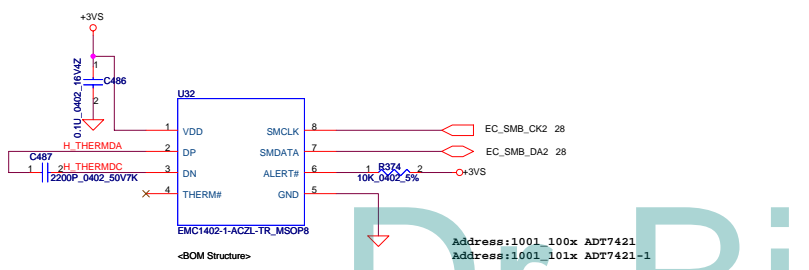 +3VS
1
C486
2
0.1U_0402_16V4Z
U32
1 VDD SMCLK 8 EC_SMB_CK2 28
H_THERMDA 2 DP SMDATA 7 EC_SMB_DA2 28
C487 1 2 H_THERMDC 3 DN ALERT# 6 1 R374 2 +3VS
2200P_0402_50V7K 10K_0402_5%
4 THERM# GND 5
EMC1402-1-ACZL-TR_MSOP8
<BOM Structure>
Address:1001_100x ADT7421
Address:1001_101x ADT7421-1
Dr Bi